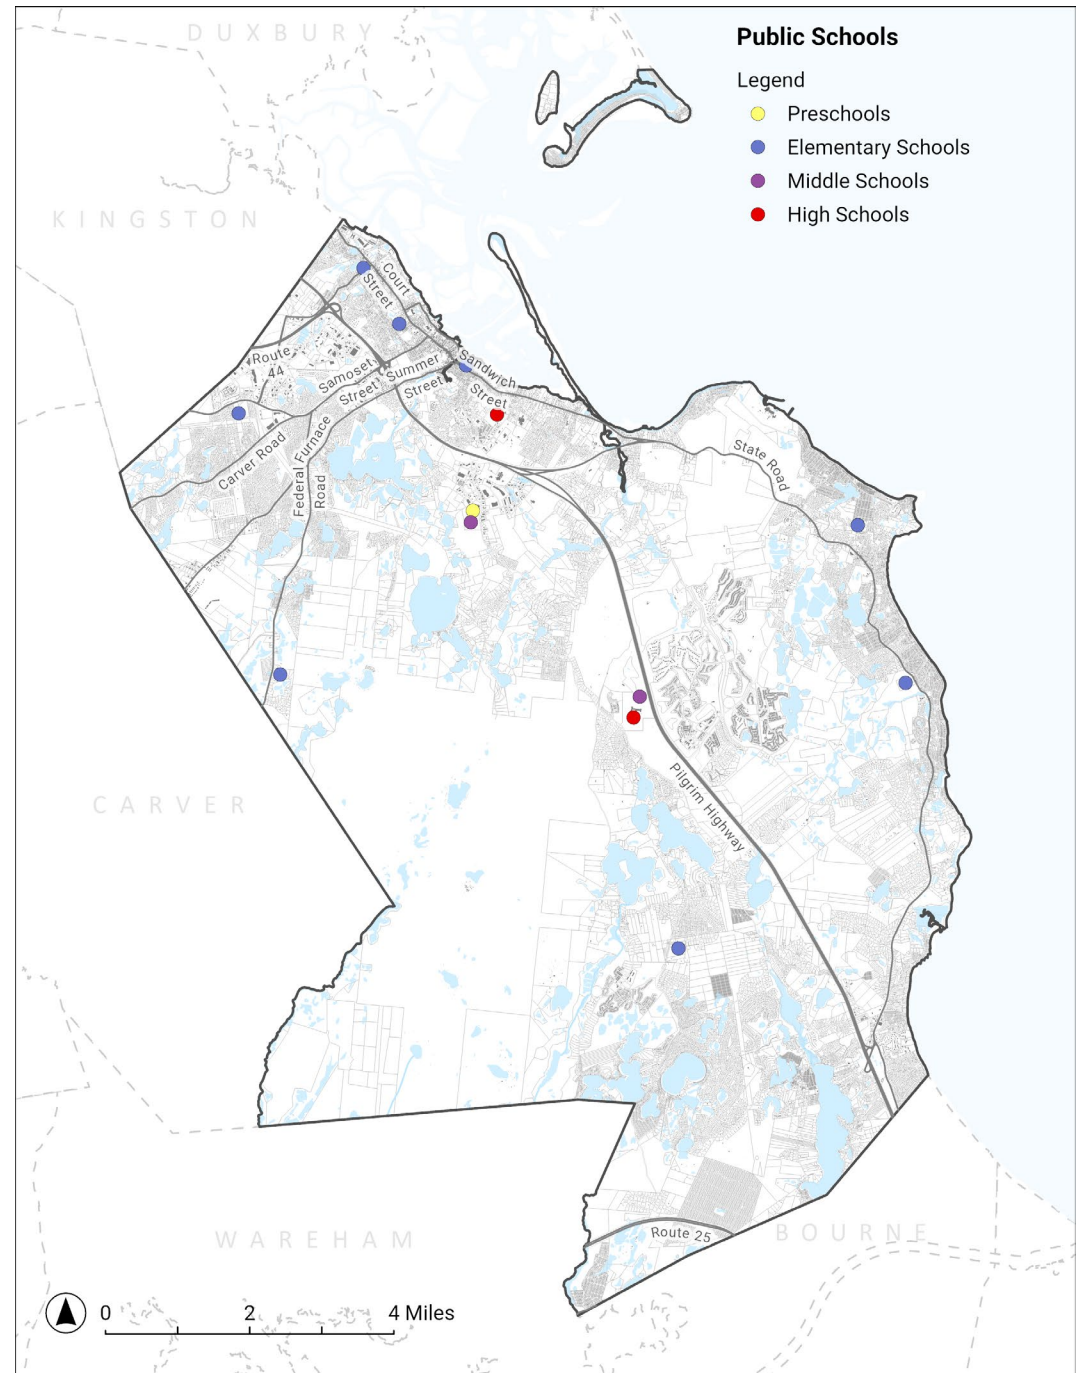 DUXBURY
Public Schools
Legend
Preschools
Elementary Schools
Middle Schools
High Schools
KINGSTON
Court
Street
Sandwich
Street
Route
44
Samoset
Street
Summer
Street
Carver Road
Federal Furnace
Road
State Road
Pilgrim Highway
CARVER
WAREHAM
Route 25
BOURNE
0 2 4 Miles